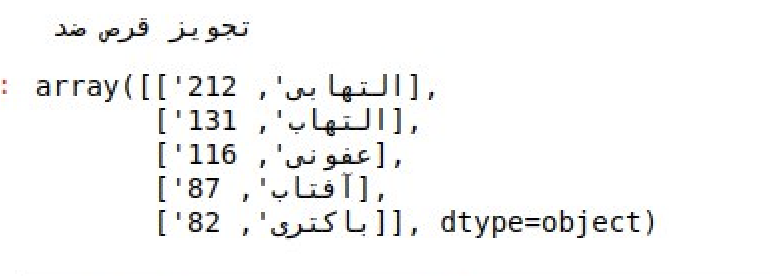 تجویز قرص ضد
: array([['التهابی', 212],
['التهاب', 131],
['عفونی', 116],
['آفتاب', 87],
['باکتری', 82]], dtype=object)